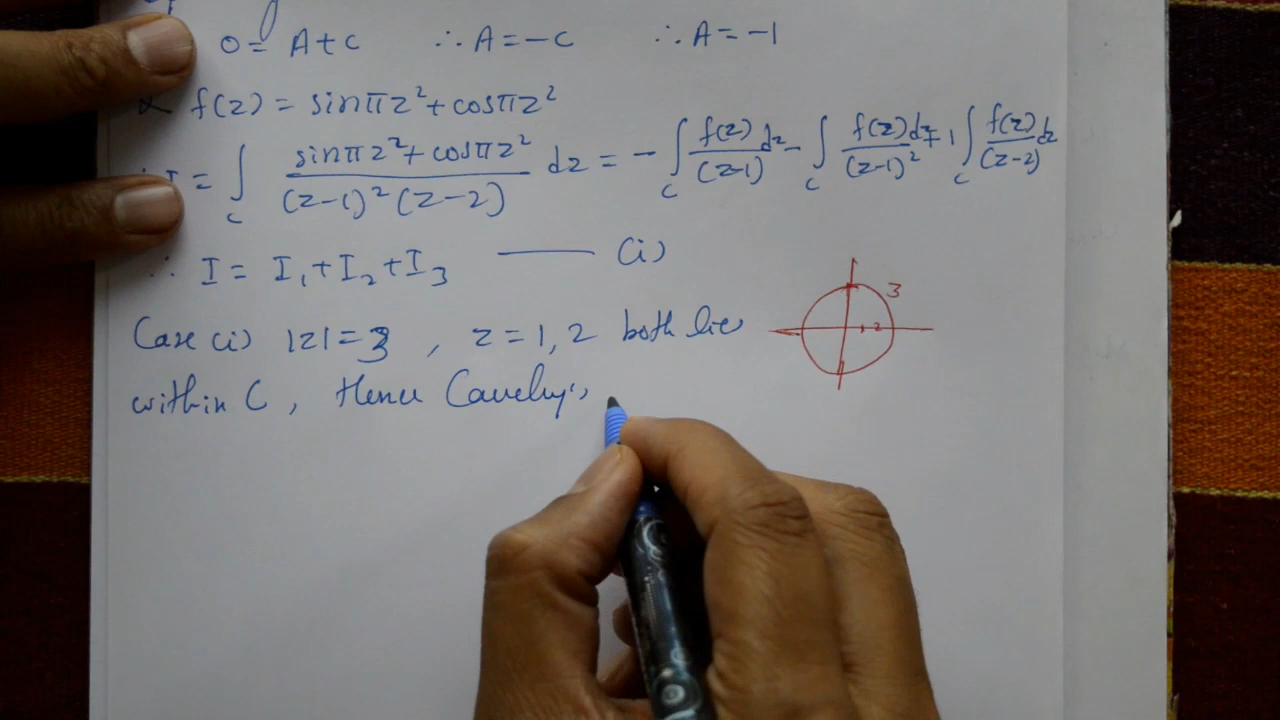 0 = A+C ∴ A = -C ∴ A = -1
f(z) = sinπz²+cosπz²
I = ∫_C (sinπz²+cosπz²)/((z-1)²(z-2)) dz = -∫_C f(z)/(z-1) dz - ∫_C f(z)dz/(z-1)² + 1∫_C f(z)/(z-2) dz
∴ I = I₁+I₂+I₃ —— (i)
3
Case (i) |z|=3 , z=1,2 both lie
1 2
within C, Hence Cauchy's